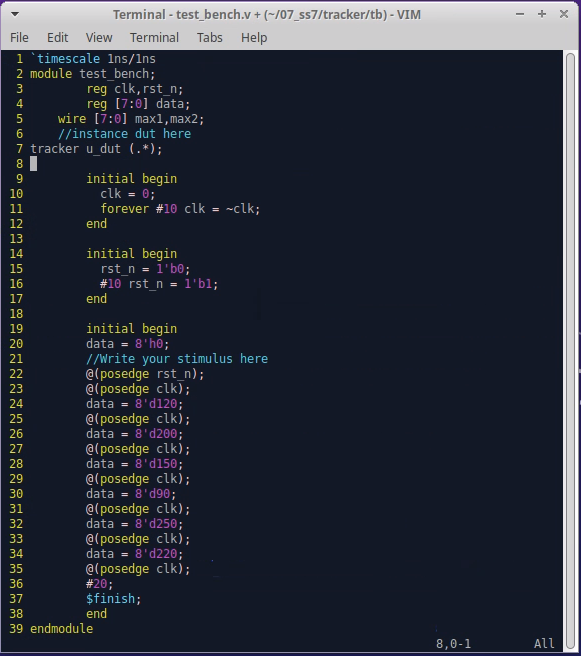 Terminal - test_bench.v + (~/07_ss7/tracker/tb) - VIM
File Edit View Terminal Tabs Help
1 `timescale 1ns/1ns
2 module test_bench;
3         reg clk,rst_n;
4         reg [7:0] data;
5     wire [7:0] max1,max2;
6     //instance dut here
7 tracker u_dut (.*);
8
9         initial begin
10           clk = 0;
11           forever #10 clk = ~clk;
12         end
13
14         initial begin
15           rst_n = 1'b0;
16           #10 rst_n = 1'b1;
17         end
18
19         initial begin
20         data = 8'h0;
21         //Write your stimulus here
22         @(posedge rst_n);
23         @(posedge clk);
24         data = 8'd120;
25         @(posedge clk);
26         data = 8'd200;
27         @(posedge clk);
28         data = 8'd150;
29         @(posedge clk);
30         data = 8'd90;
31         @(posedge clk);
32         data = 8'd250;
33         @(posedge clk);
34         data = 8'd220;
35         @(posedge clk);
36         #20;
37         $finish;
38         end
39 endmodule
8,0-1 All